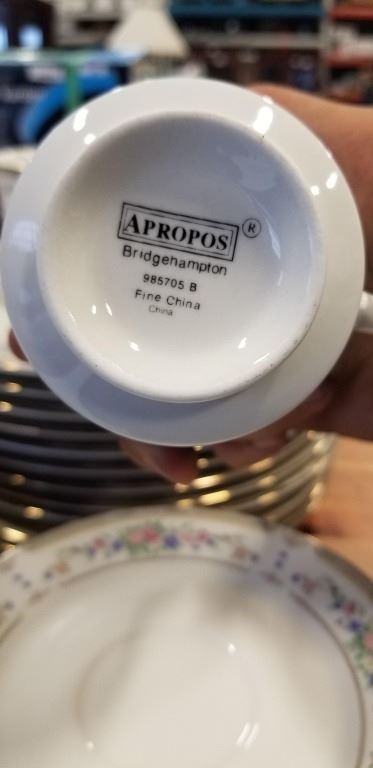 APROPOS ®
Bridgehampton
985705 B
Fine China
China